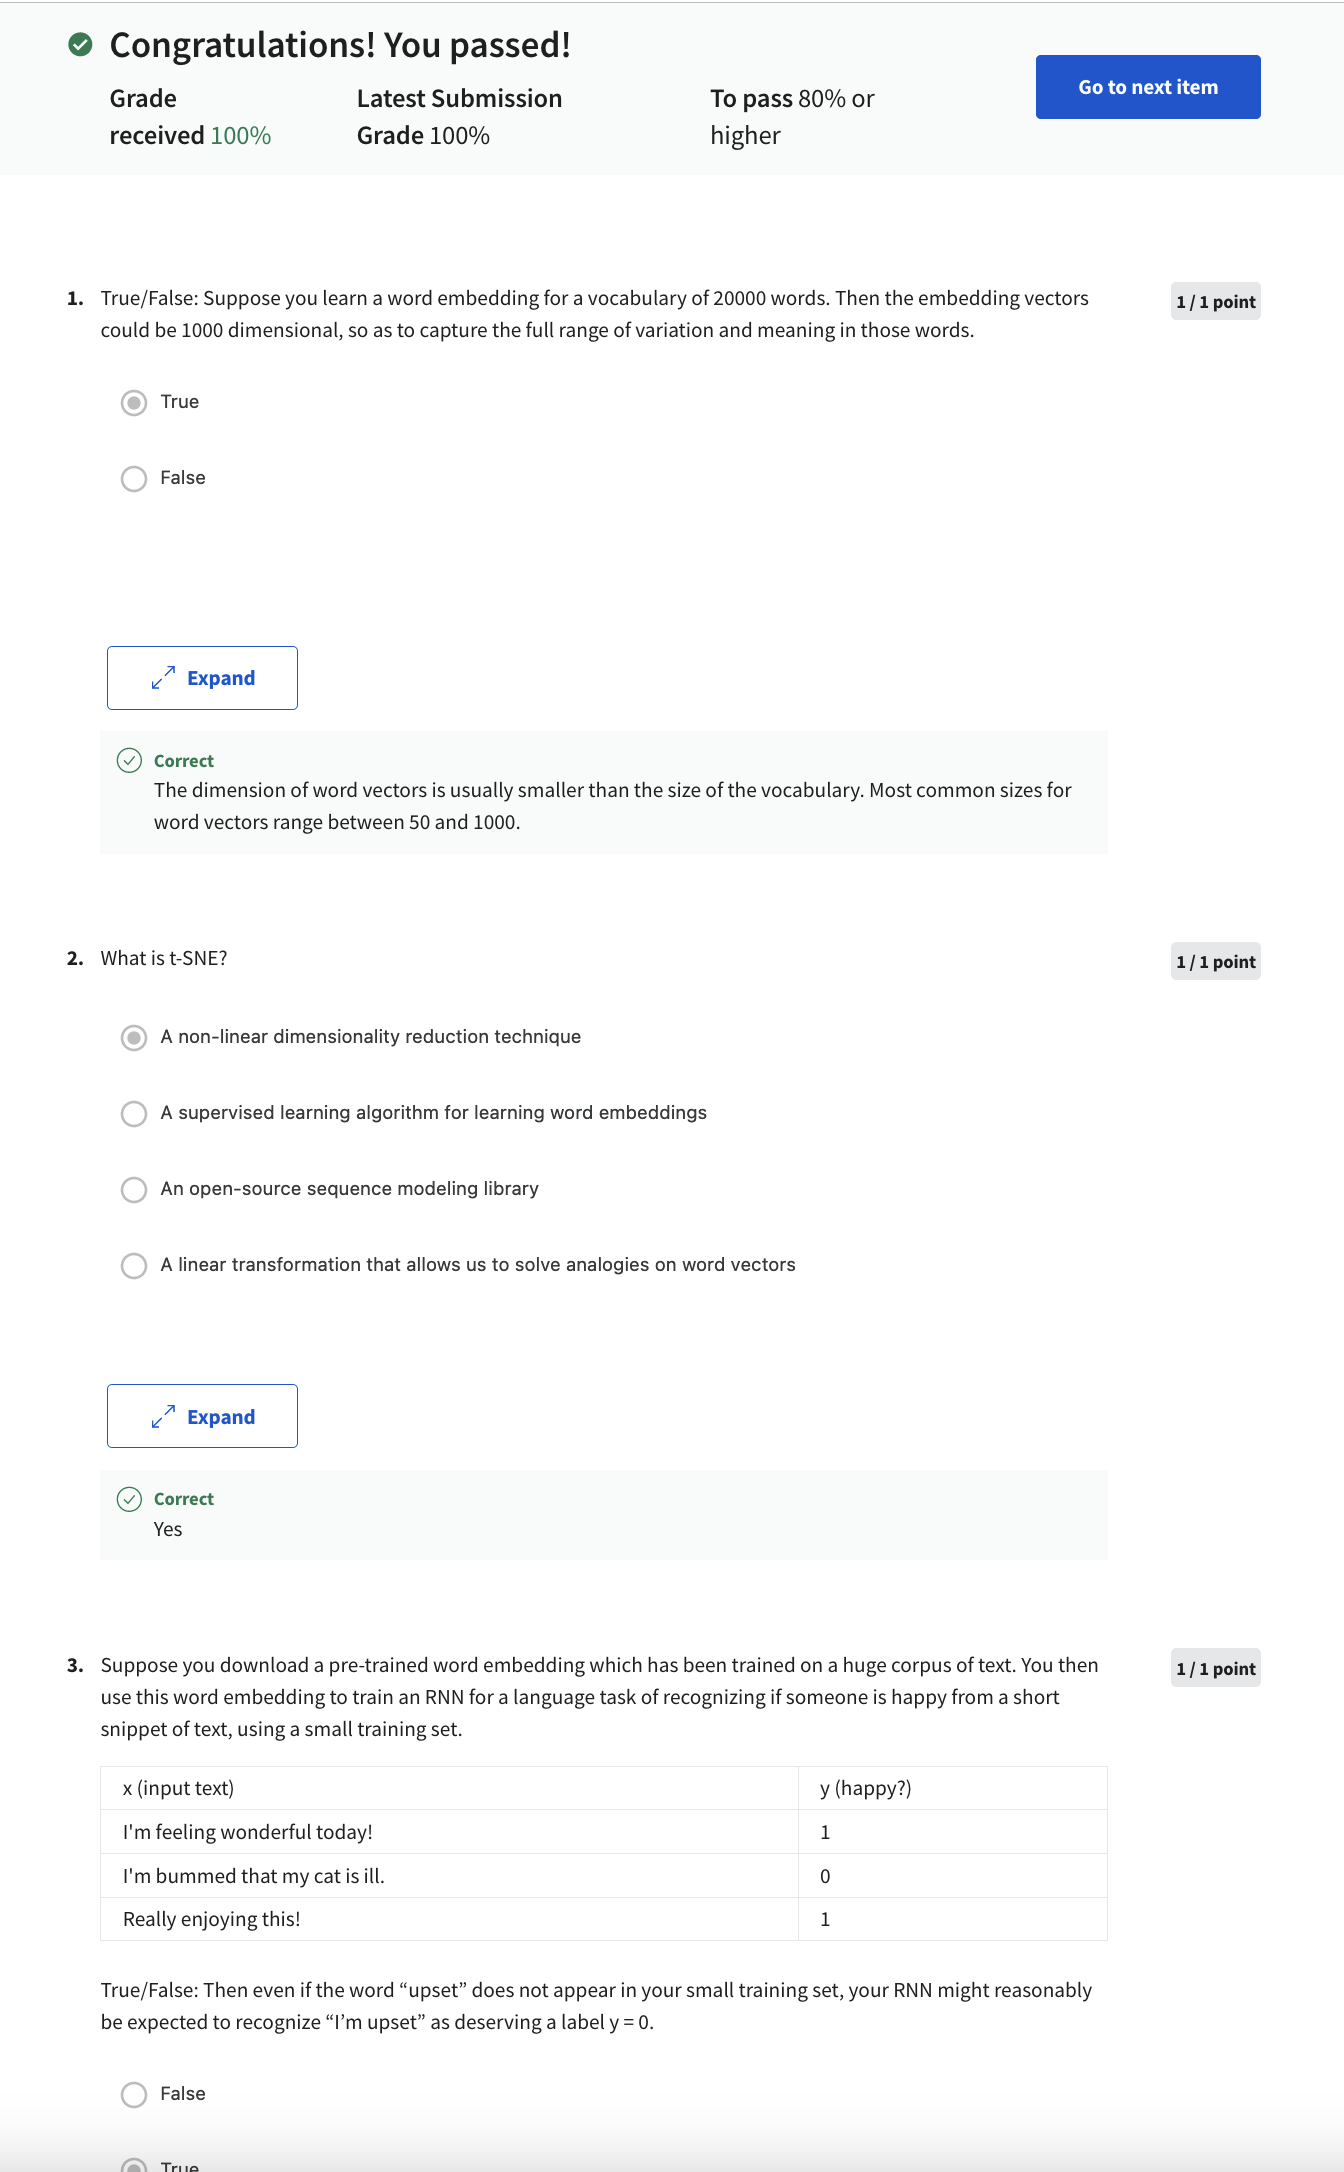 Congratulations! You passed!
Grade received 100%
Latest Submission Grade 100%
To pass 80% or higher
Go to next item
1. True/False: Suppose you learn a word embedding for a vocabulary of 20000 words. Then the embedding vectors
could be 1000 dimensional, so as to capture the full range of variation and meaning in those words.
1 / 1 point
True
False
Expand
Correct
The dimension of word vectors is usually smaller than the size of the vocabulary. Most common sizes for
word vectors range between 50 and 1000.
2. What is t-SNE?
1 / 1 point
A non-linear dimensionality reduction technique
A supervised learning algorithm for learning word embeddings
An open-source sequence modeling library
A linear transformation that allows us to solve analogies on word vectors
Expand
Correct
Yes
3. Suppose you download a pre-trained word embedding which has been trained on a huge corpus of text. You then
use this word embedding to train an RNN for a language task of recognizing if someone is happy from a short
snippet of text, using a small training set.
1 / 1 point
x (input text) y (happy?)
I'm feeling wonderful today! 1
I'm bummed that my cat is ill. 0
Really enjoying this! 1
True/False: Then even if the word “upset” does not appear in your small training set, your RNN might reasonably
be expected to recognize “I’m upset” as deserving a label y = 0.
False
True